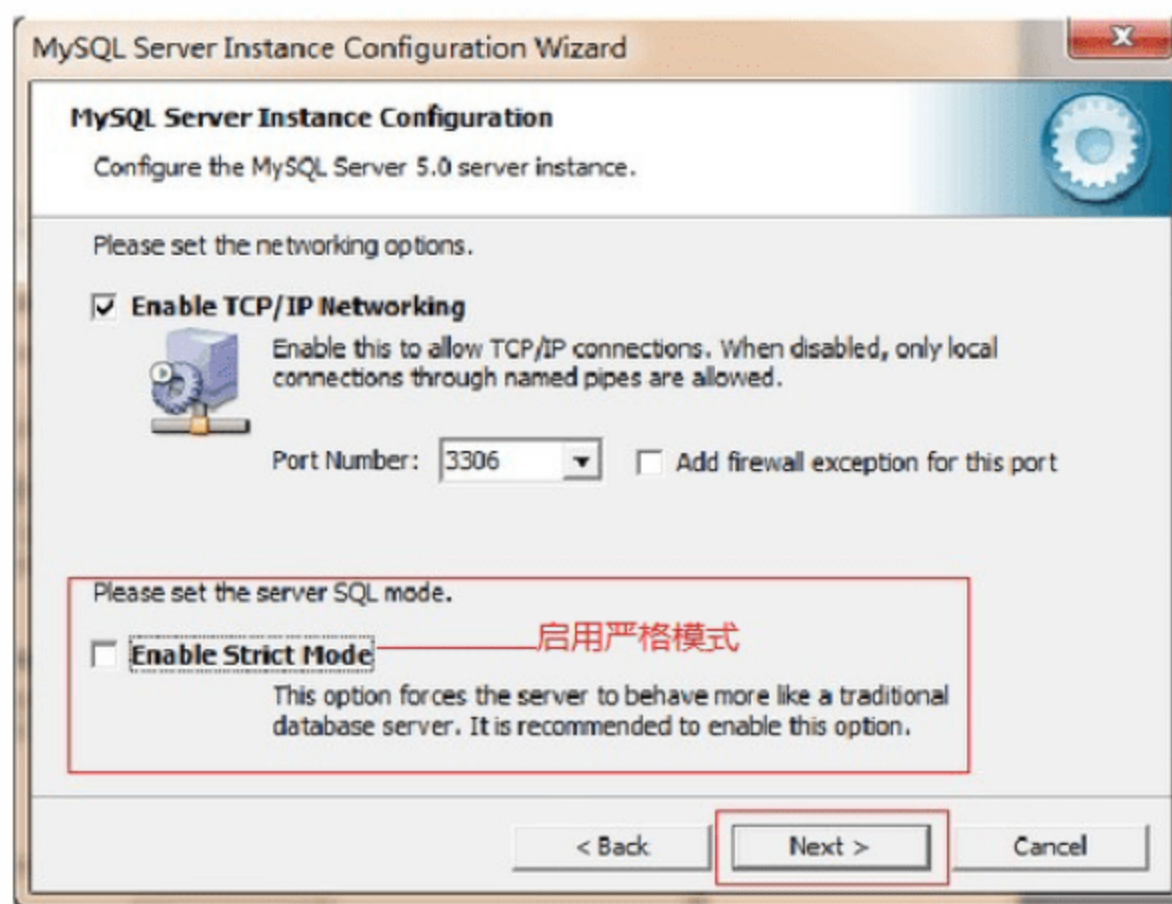 MySQL Server Instance Configuration Wizard
MySQL Server Instance Configuration
Configure the MySQL Server 5.0 server instance.
Please set the networking options.
Enable TCP/IP Networking
Enable this to allow TCP/IP connections. When disabled, only local
connections through named pipes are allowed.
Port Number: 3306 Add firewall exception for this port
Please set the server SQL mode.
Enable Strict Mode 启用严格模式
This option forces the server to behave more like a traditional
database server. It is recommended to enable this option.
< Back Next > Cancel